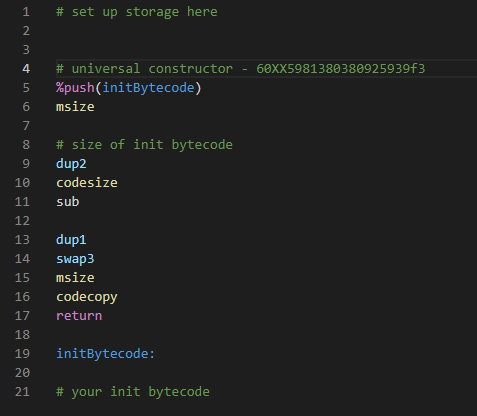 1 # set up storage here
2
3
4 # universal constructor - 60XX5981380380925939f3
5 %push(initBytecode)
6 msize
7
8 # size of init bytecode
9 dup2
10 codesize
11 sub
12
13 dup1
14 swap3
15 msize
16 codecopy
17 return
18
19 initBytecode:
20
21 # your init bytecode